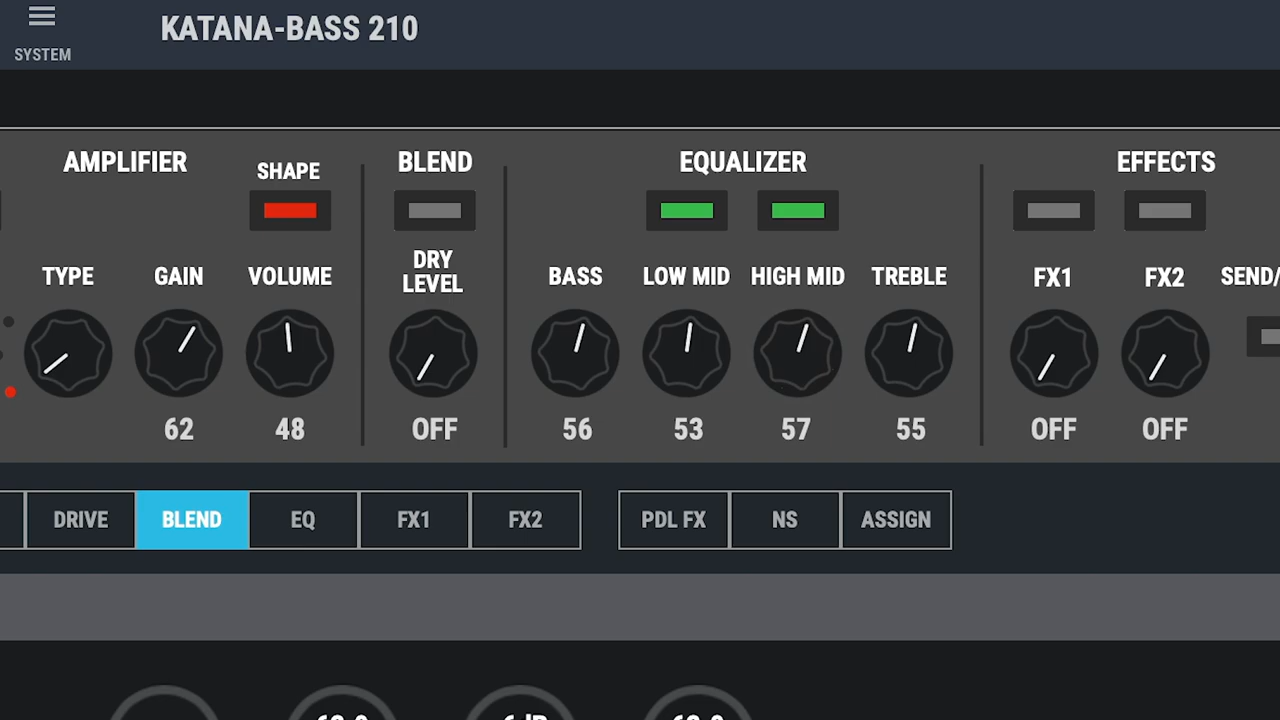 KATANA-BASS 210
SYSTEM
AMPLIFIER
SHAPE
BLEND
EQUALIZER
EFFECTS
TYPE
GAIN
VOLUME
DRY
LEVEL
BASS
LOW MID
HIGH MID
TREBLE
FX1
FX2
SEND/
62
48
OFF
56
53
57
55
OFF
OFF
DRIVE
BLEND
EQ
FX1
FX2
PDL FX
NS
ASSIGN